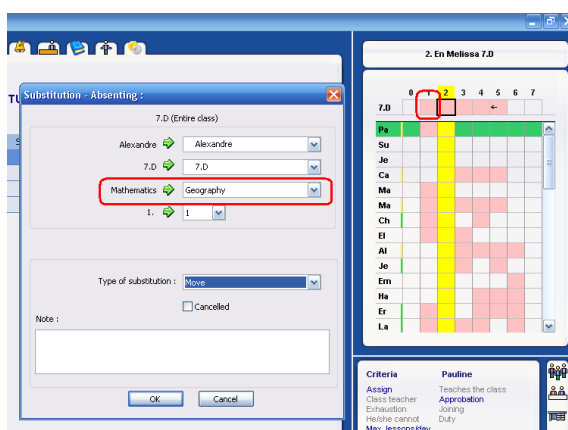 2. En Melissa 7.D
TU
Substitution - Absenting :
7.D (Entire class)
Alexandre Alexandre
7.D 7.D
Mathematics Geography
1. 1
Type of substitution : Move
Cancelled
Note :
OK Cancel
0 1 2 3 4 5 6 7
7.D
Pa
Su
Je
Ca
Ma
Ma
Ch
El
Al
Je
Em
Ha
Er
La
Criteria Pauline
Assign Teaches the class
Class teacher Approbation
Exhaustion Joining
He/she cannot Duty
Max. lessons/day